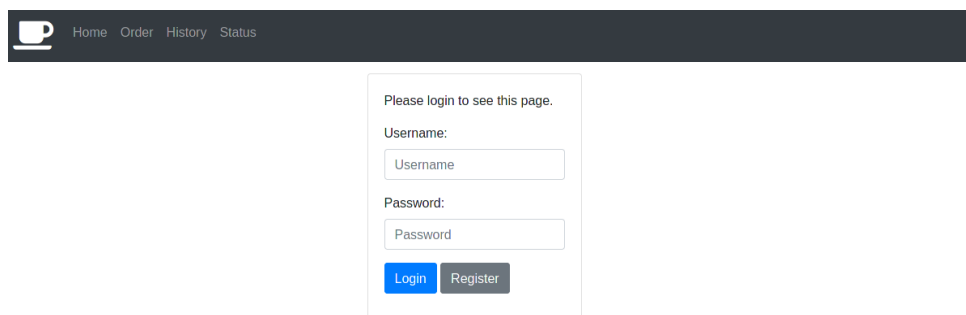 Home Order History Status
Please login to see this page.
Username:
Username
Password:
Password
Login Register